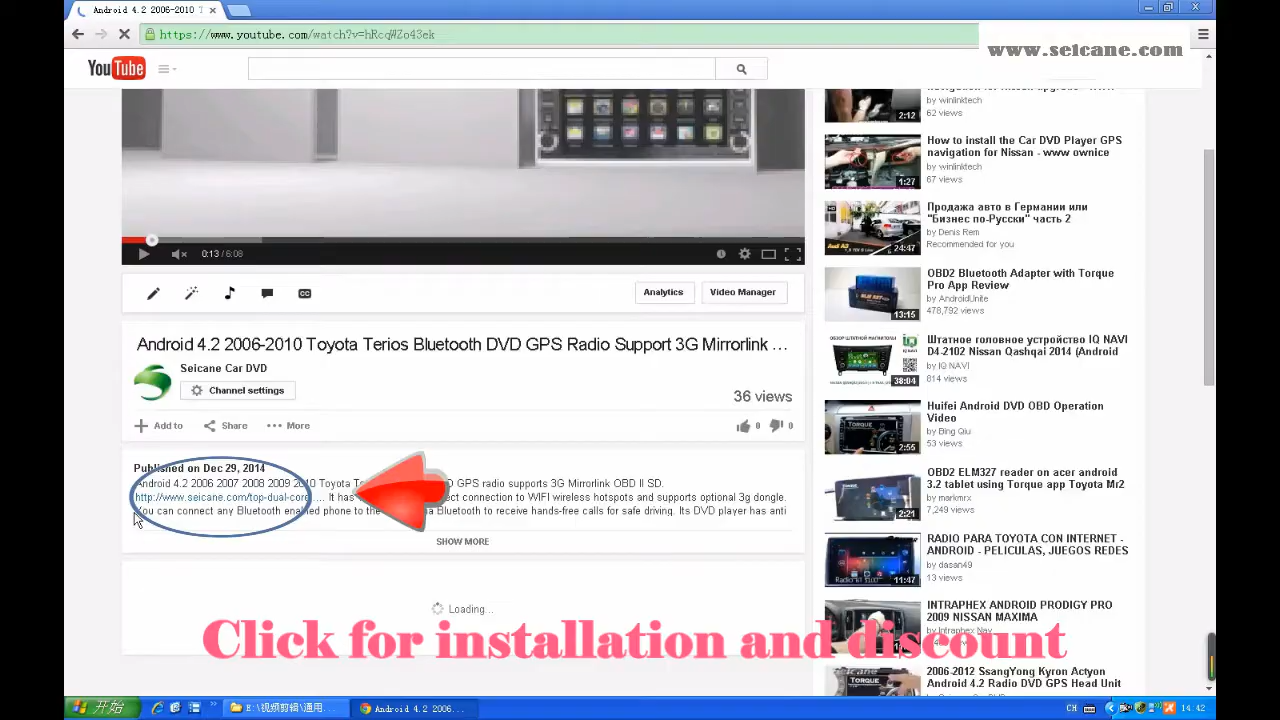 Android 4.2 2006-2010 T
https://www.youtube.com/watch?v=hRcqWZo43ek
www.seicane.com
YouTube
by winlinktech
62 views
2:12
How to install the Car DVD Player GPS
navigation for Nissan - www ownice
by winlinktech
67 views
1:27
Продажа авто в Германии или
"Бизнес по-Русски" часть 2
by Denis Rem
Recommended for you
24:47
0:13 / 6:08
OBD2 Bluetooth Adapter with Torque
Pro App Review
by AndroidUnite
478,792 views
13:15
Analytics
Video Manager
Android 4.2 2006-2010 Toyota Terios Bluetooth DVD GPS Radio Support 3G Mirrorlink ...
Seicane Car DVD
Channel settings
36 views
Add to
Share
More
0
0
Штатное головное устройство IQ NAVI
D4-2102 Nissan Qashqai 2014 (Android
by IQ NAVI
814 views
38:04
Huifei Android DVD OBD Operation
Video
by Bing Qiu
53 views
2:55
Published on Dec 29, 2014
Android 4.2 2006 2007 2008 2009 2010 Toyota DVD GPS radio supports 3G Mirrorlink OBD II SD.
http://www.seicane.com/top-dual-core... It has connection to WIFI wireless hotspots and supports optional 3g dongle.
You can connect any Bluetooth enabled phone to the Bluetooth to receive hands-free calls for safe driving. Its DVD player has anti
SHOW MORE
OBD2 ELM327 reader on acer android
3.2 tablet using Torque app Toyota Mr2
by markmrx
7,249 views
2:21
RADIO PARA TOYOTA CON INTERNET -
ANDROID - PELICULAS, JUEGOS REDES
by dasan49
13 views
11:47
Loading...
INTRAPHEX ANDROID PRODIGY PRO
2009 NISSAN MAXIMA
by Intraphex Nav
Click for installation and discount
2006-2012 SsangYong Kyron Actyon
Android 4.2 Radio DVD GPS Head Unit
开始
E:\视频剪辑\通用...
Android 4.2 2006...
CH
14:42